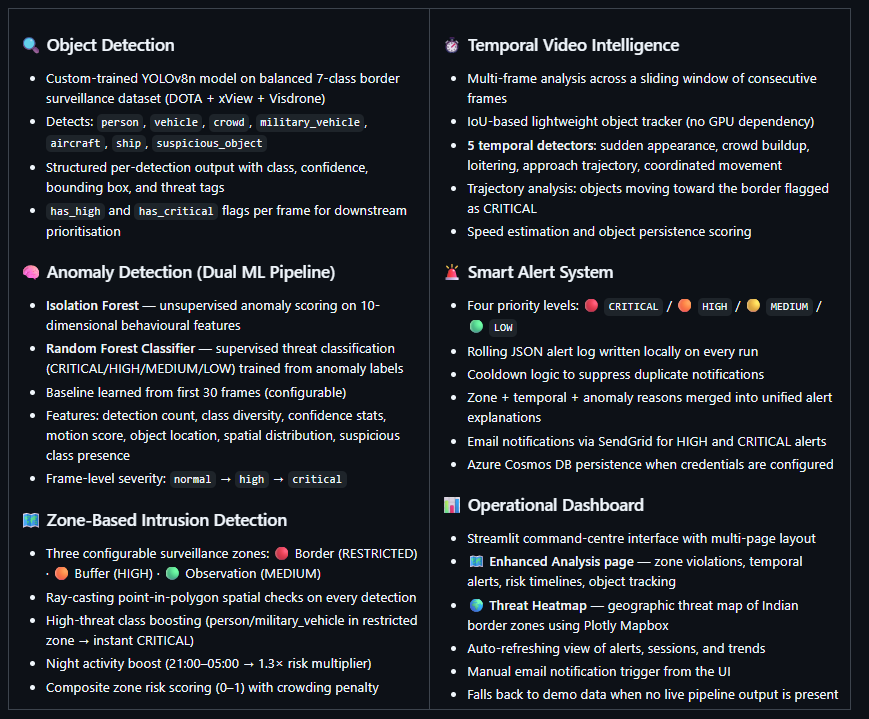 🔍 Object Detection
• Custom-trained YOLOv8n model on balanced 7-class border
surveillance dataset (DOTA + xView + Visdrone)
• Detects: person, vehicle, crowd, military_vehicle,
aircraft, ship, suspicious_object
• Structured per-detection output with class, confidence,
bounding box, and threat tags
• has_high and has_critical flags per frame for downstream
prioritisation
🧠 Anomaly Detection (Dual ML Pipeline)
• Isolation Forest — unsupervised anomaly scoring on 10-
dimensional behavioural features
• Random Forest Classifier — supervised threat classification
(CRITICAL/HIGH/MEDIUM/LOW) trained from anomaly labels
• Baseline learned from first 30 frames (configurable)
• Features: detection count, class diversity, confidence stats,
motion score, object location, spatial distribution, suspicious
class presence
• Frame-level severity: normal → high → critical
🗺️ Zone-Based Intrusion Detection
• Three configurable surveillance zones: 🔴 Border (RESTRICTED)
· 🟠 Buffer (HIGH) · 🟢 Observation (MEDIUM)
• Ray-casting point-in-polygon spatial checks on every detection
• High-threat class boosting (person/military_vehicle in restricted
zone → instant CRITICAL)
• Night activity boost (21:00–05:00 → 1.3× risk multiplier)
• Composite zone risk scoring (0–1) with crowding penalty
⏱️ Temporal Video Intelligence
• Multi-frame analysis across a sliding window of consecutive
frames
• IoU-based lightweight object tracker (no GPU dependency)
• 5 temporal detectors: sudden appearance, crowd buildup,
loitering, approach trajectory, coordinated movement
• Trajectory analysis: objects moving toward the border flagged
as CRITICAL
• Speed estimation and object persistence scoring
🚨 Smart Alert System
• Four priority levels: 🔴 CRITICAL / 🟠 HIGH / 🟡 MEDIUM /
🟢 LOW
• Rolling JSON alert log written locally on every run
• Cooldown logic to suppress duplicate notifications
• Zone + temporal + anomaly reasons merged into unified alert
explanations
• Email notifications via SendGrid for HIGH and CRITICAL alerts
• Azure Cosmos DB persistence when credentials are configured
📊 Operational Dashboard
• Streamlit command-centre interface with multi-page layout
• 🗺️ Enhanced Analysis page — zone violations, temporal
alerts, risk timelines, object tracking
• 🌍 Threat Heatmap — geographic threat map of Indian
border zones using Plotly Mapbox
• Auto-refreshing view of alerts, sessions, and trends
• Manual email notification trigger from the UI
• Falls back to demo data when no live pipeline output is present